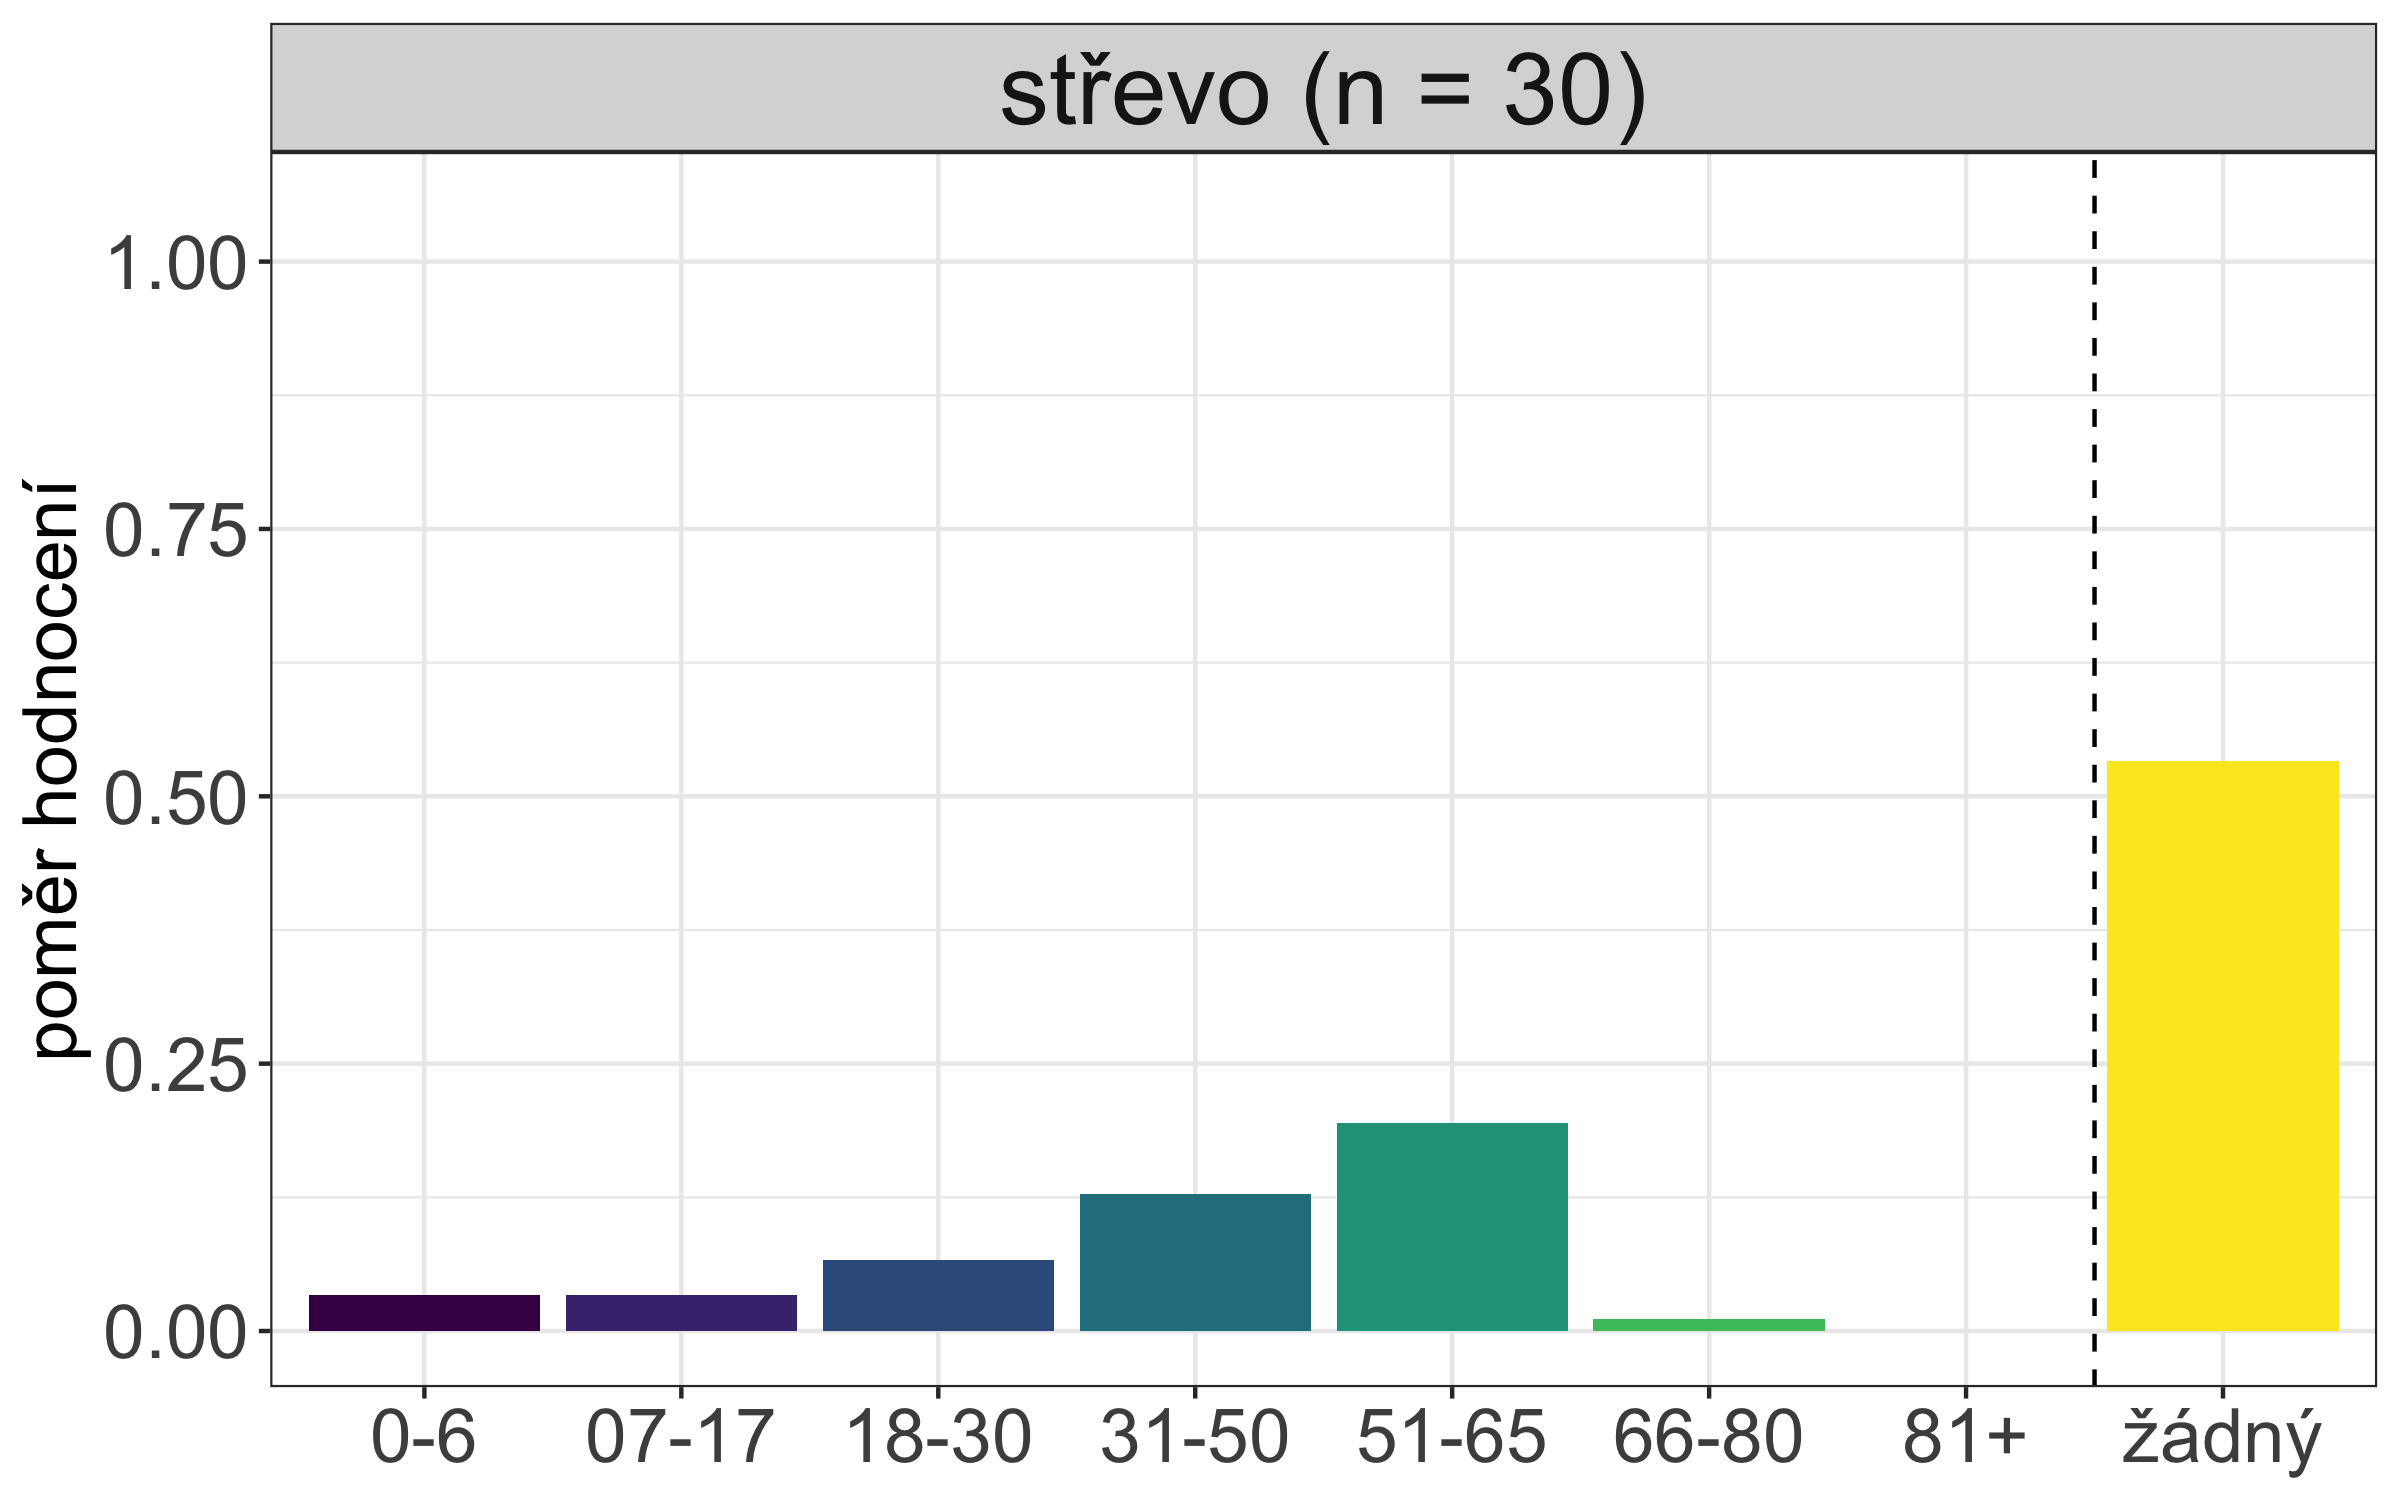 střevo (n = 30)
poměr hodnocení
1.00
0.75
0.50
0.25
0.00
0-6 07-17 18-30 31-50 51-65 66-80 81+ žádný